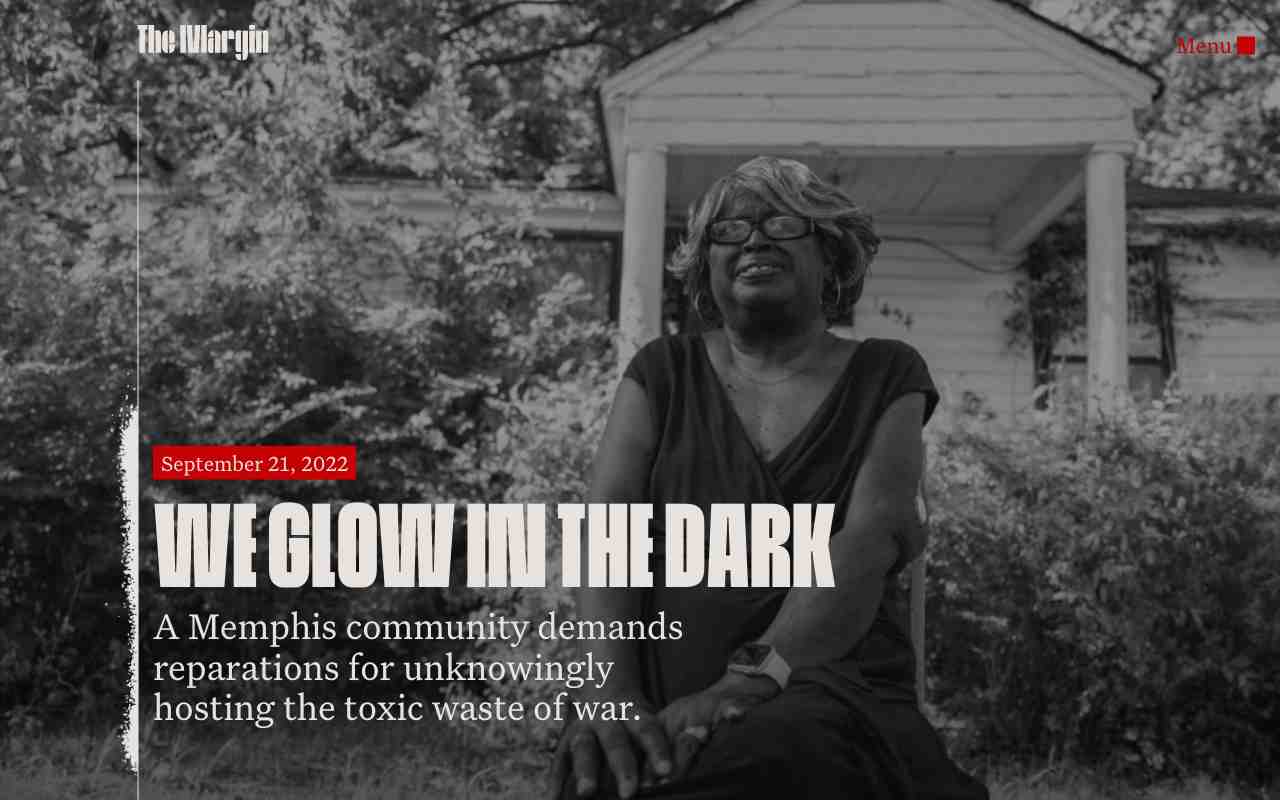 The Margin
Menu
September 21, 2022
WE GLOW IN THE DARK
A Memphis community demands
reparations for unknowingly
hosting the toxic waste of war.